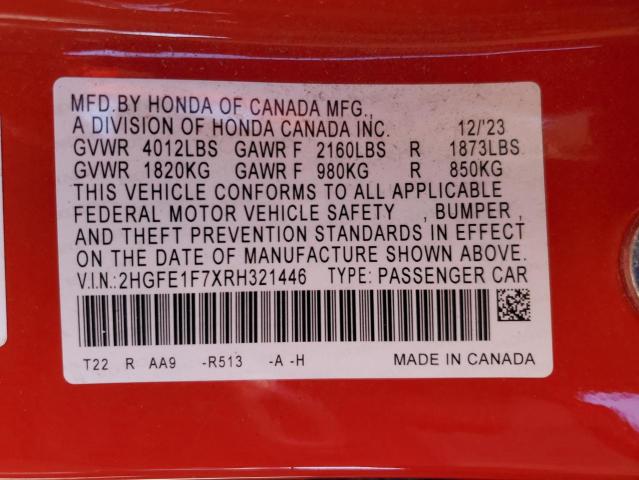 MFD.BY HONDA OF CANADA MFG.,
A DIVISION OF HONDA CANADA INC. 12/'23
GVWR 4012LBS GAWR F 2160LBS R 1873LBS
GVWR 1820KG GAWR F 980KG R 850KG
THIS VEHICLE CONFORMS TO ALL APPLICABLE
FEDERAL MOTOR VEHICLE SAFETY , BUMPER ,
AND THEFT PREVENTION STANDARDS IN EFFECT
ON THE DATE OF MANUFACTURE SHOWN ABOVE.
V.I.N.:2HGFE1F7XRH321446 TYPE: PASSENGER CAR
T22 R AA9 -R513 -A -H MADE IN CANADA